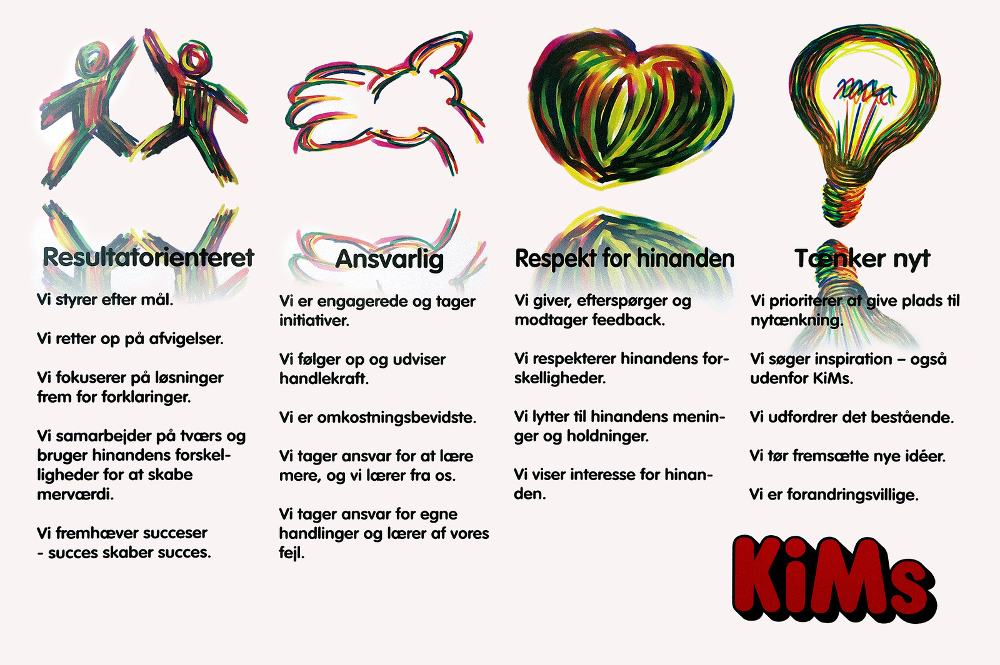 Resultatorienteret
Vi styrer efter mål.
Vi retter op på afvigelser.
Vi fokuserer på løsninger
frem for forklaringer.
Vi samarbejder på tværs og
bruger hinandens forskel-
ligheder for at skabe
merværdi.
Vi fremhæver succeser
- succes skaber succes.
Ansvarlig
Vi er engagerede og tager
initiativer.
Vi følger op og udviser
handlekraft.
Vi er omkostningsbevidste.
Vi tager ansvar for at lære
mere, og vi lærer fra os.
Vi tager ansvar for egne
handlinger og lærer af vores
fejl.
Respekt for hinanden
Vi giver, efterspørger og
modtager feedback.
Vi respekterer hinandens for-
skelligheder.
Vi lytter til hinandens menin-
ger og holdninger.
Vi viser interesse for hinan-
den.
Tænker nyt
Vi prioriterer at give plads til
nytænkning.
Vi søger inspiration – også
udenfor KiMs.
Vi udfordrer det bestående.
Vi tør fremsætte nye idéer.
Vi er forandringsvillige.
KiMs